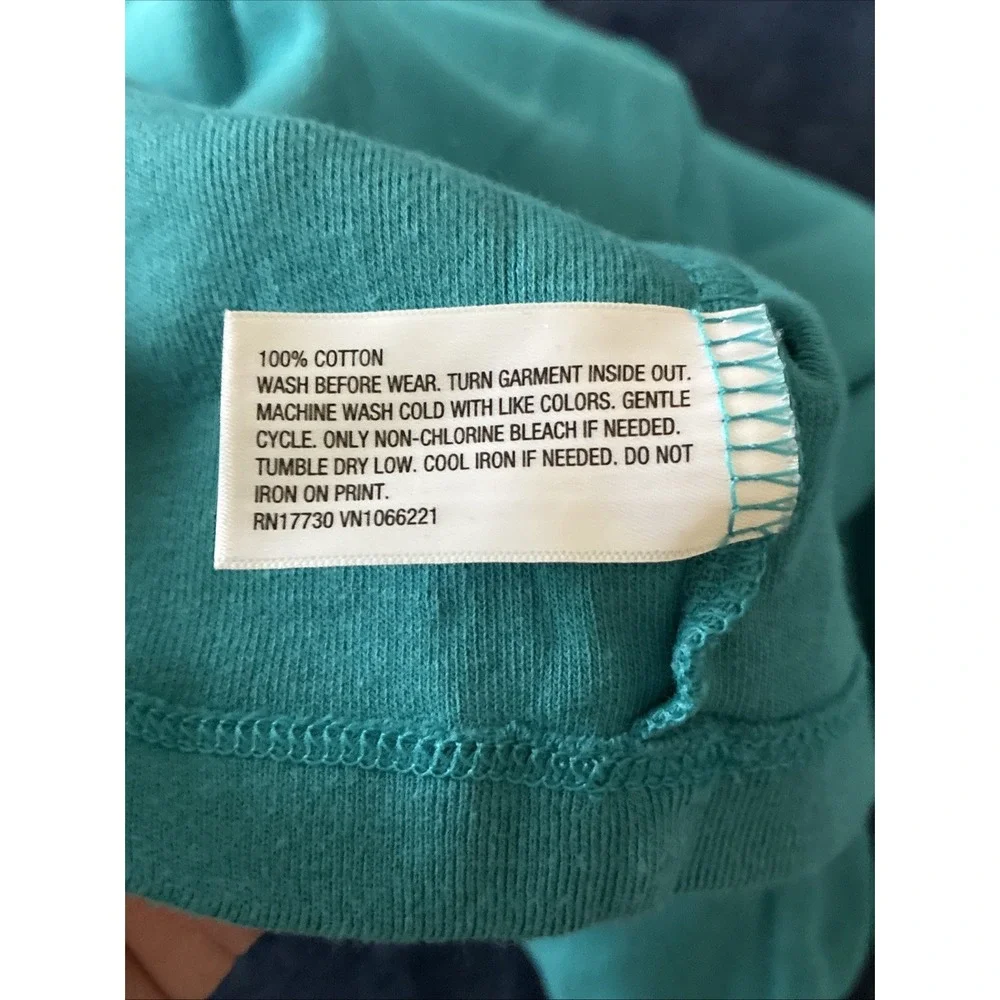 100% COTTON
WASH BEFORE WEAR. TURN GARMENT INSIDE OUT.
MACHINE WASH COLD WITH LIKE COLORS. GENTLE
CYCLE. ONLY NON-CHLORINE BLEACH IF NEEDED.
TUMBLE DRY LOW. COOL IRON IF NEEDED. DO NOT
IRON ON PRINT.
RN17730 VN1066221